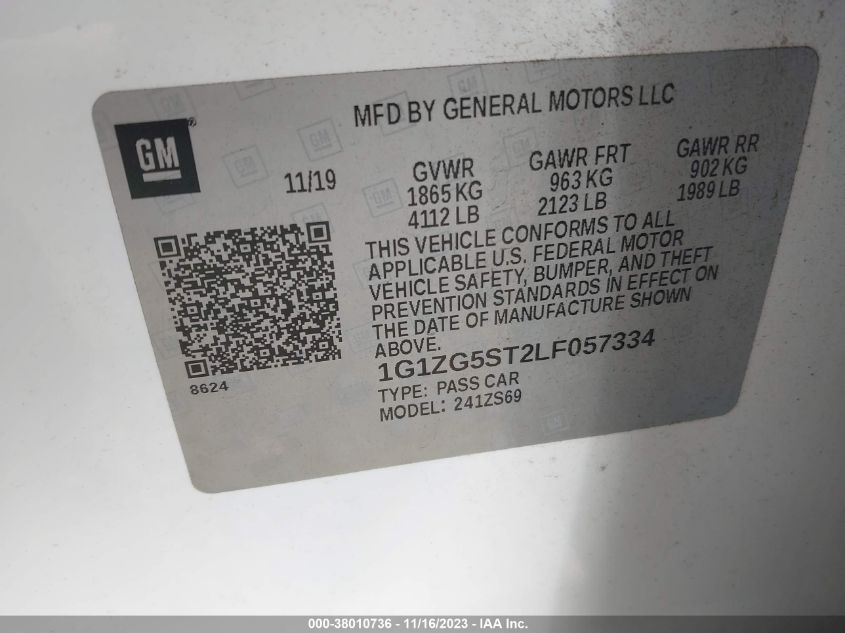 MFD BY GENERAL MOTORS LLC
GM®
11/19
GVWR
1865 KG
4112 LB
GAWR FRT
963 KG
2123 LB
GAWR RR
902 KG
1989 LB
THIS VEHICLE CONFORMS TO ALL
APPLICABLE U.S. FEDERAL MOTOR
VEHICLE SAFETY, BUMPER, AND THEFT
PREVENTION STANDARDS IN EFFECT ON
THE DATE OF MANUFACTURE SHOWN
ABOVE.
1G1ZG5ST2LF057334
TYPE: PASS CAR
MODEL: 241ZS69
8624
000-38010736 - 11/16/2023 - IAA Inc.